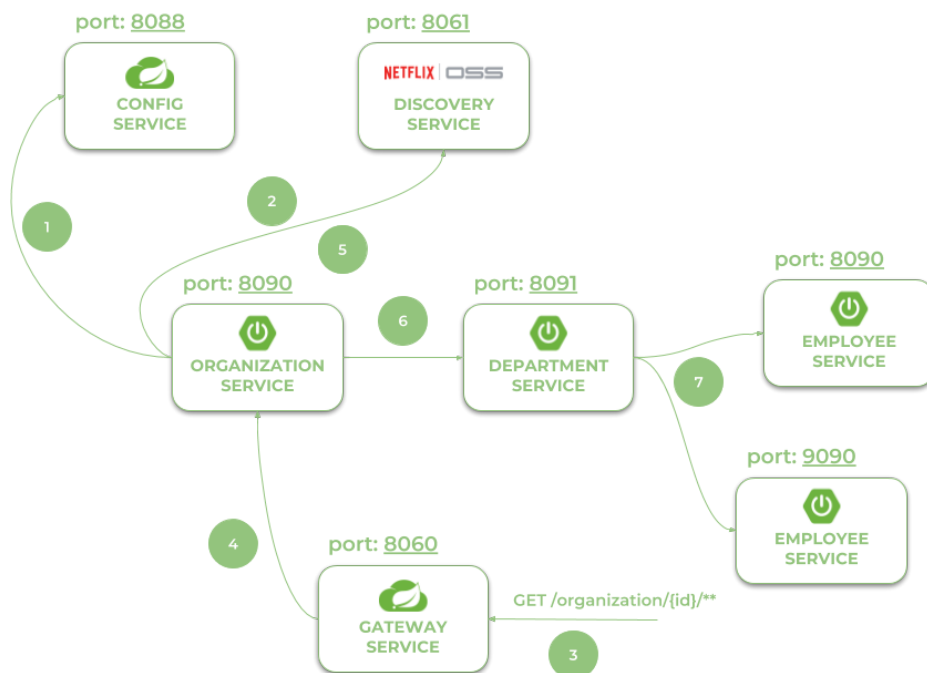 port: 8088
port: 8061
CONFIG
SERVICE
NETFLIX OSS
DISCOVERY
SERVICE
1
2
5
port: 8090
port: 8091
port: 8090
ORGANIZATION
SERVICE
6
DEPARTMENT
SERVICE
EMPLOYEE
SERVICE
7
port: 9090
EMPLOYEE
SERVICE
4
port: 8060
GATEWAY
SERVICE
GET /organization/{id}/**
3